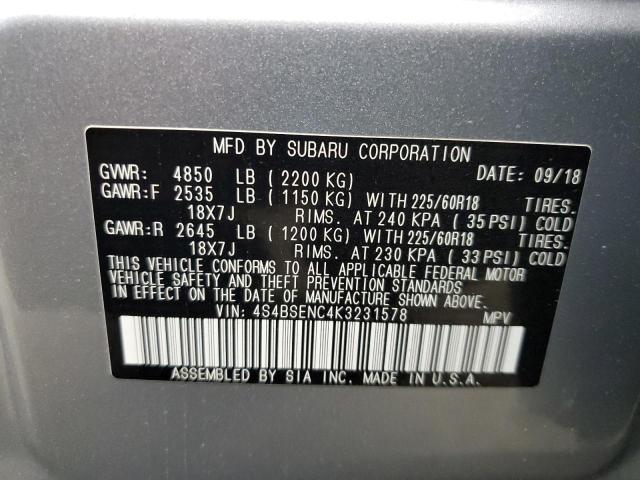 MFD BY SUBARU CORPORATION
GVWR: 4850 LB (2200 KG) DATE: 09/18
GAWR:F 2535 LB (1150 KG) WITH 225/60R18 TIRES.
18X7J RIMS. AT 240 KPA (35 PSI) COLD
GAWR:R 2645 LB (1200 KG) WITH 225/60R18 TIRES.
18X7J RIMS. AT 230 KPA (33 PSI) COLD
THIS VEHICLE CONFORMS TO ALL APPLICABLE FEDERAL MOTOR
VEHICLE SAFETY AND THEFT PREVENTION STANDARDS
IN EFFECT ON THE DATE OF MANUFACTURE SHOWN ABOVE.
VIN: 4S4BSENC4K3231578 MPV
ASSEMBLED BY SIA INC. MADE IN U.S.A.